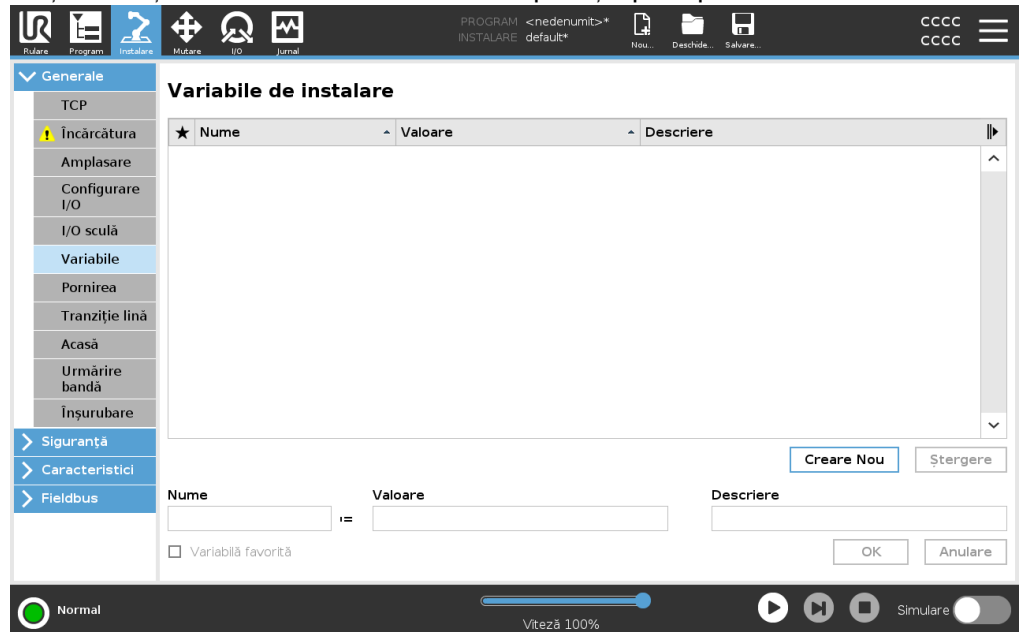 PROGRAM <nedenumit>*
INSTALARE default*
Rulare Program Instalare Mutare I/O Jurnal Nou... Deschide... Salvare...
CCCC
CCCC
Generale
TCP
Încărcătura
Amplasare
Configurare
I/O
I/O sculă
Variabile
Pornirea
Tranziție lină
Acasă
Urmărire
bandă
Înșurubare
Siguranță
Caracteristici
Fieldbus
Variabile de instalare
Nume Valoare Descriere
Creare Nou Ștergere
Nume Valoare Descriere
:=
Variabilă favorită
OK Anulare
Normal
Viteză 100%
Simulare